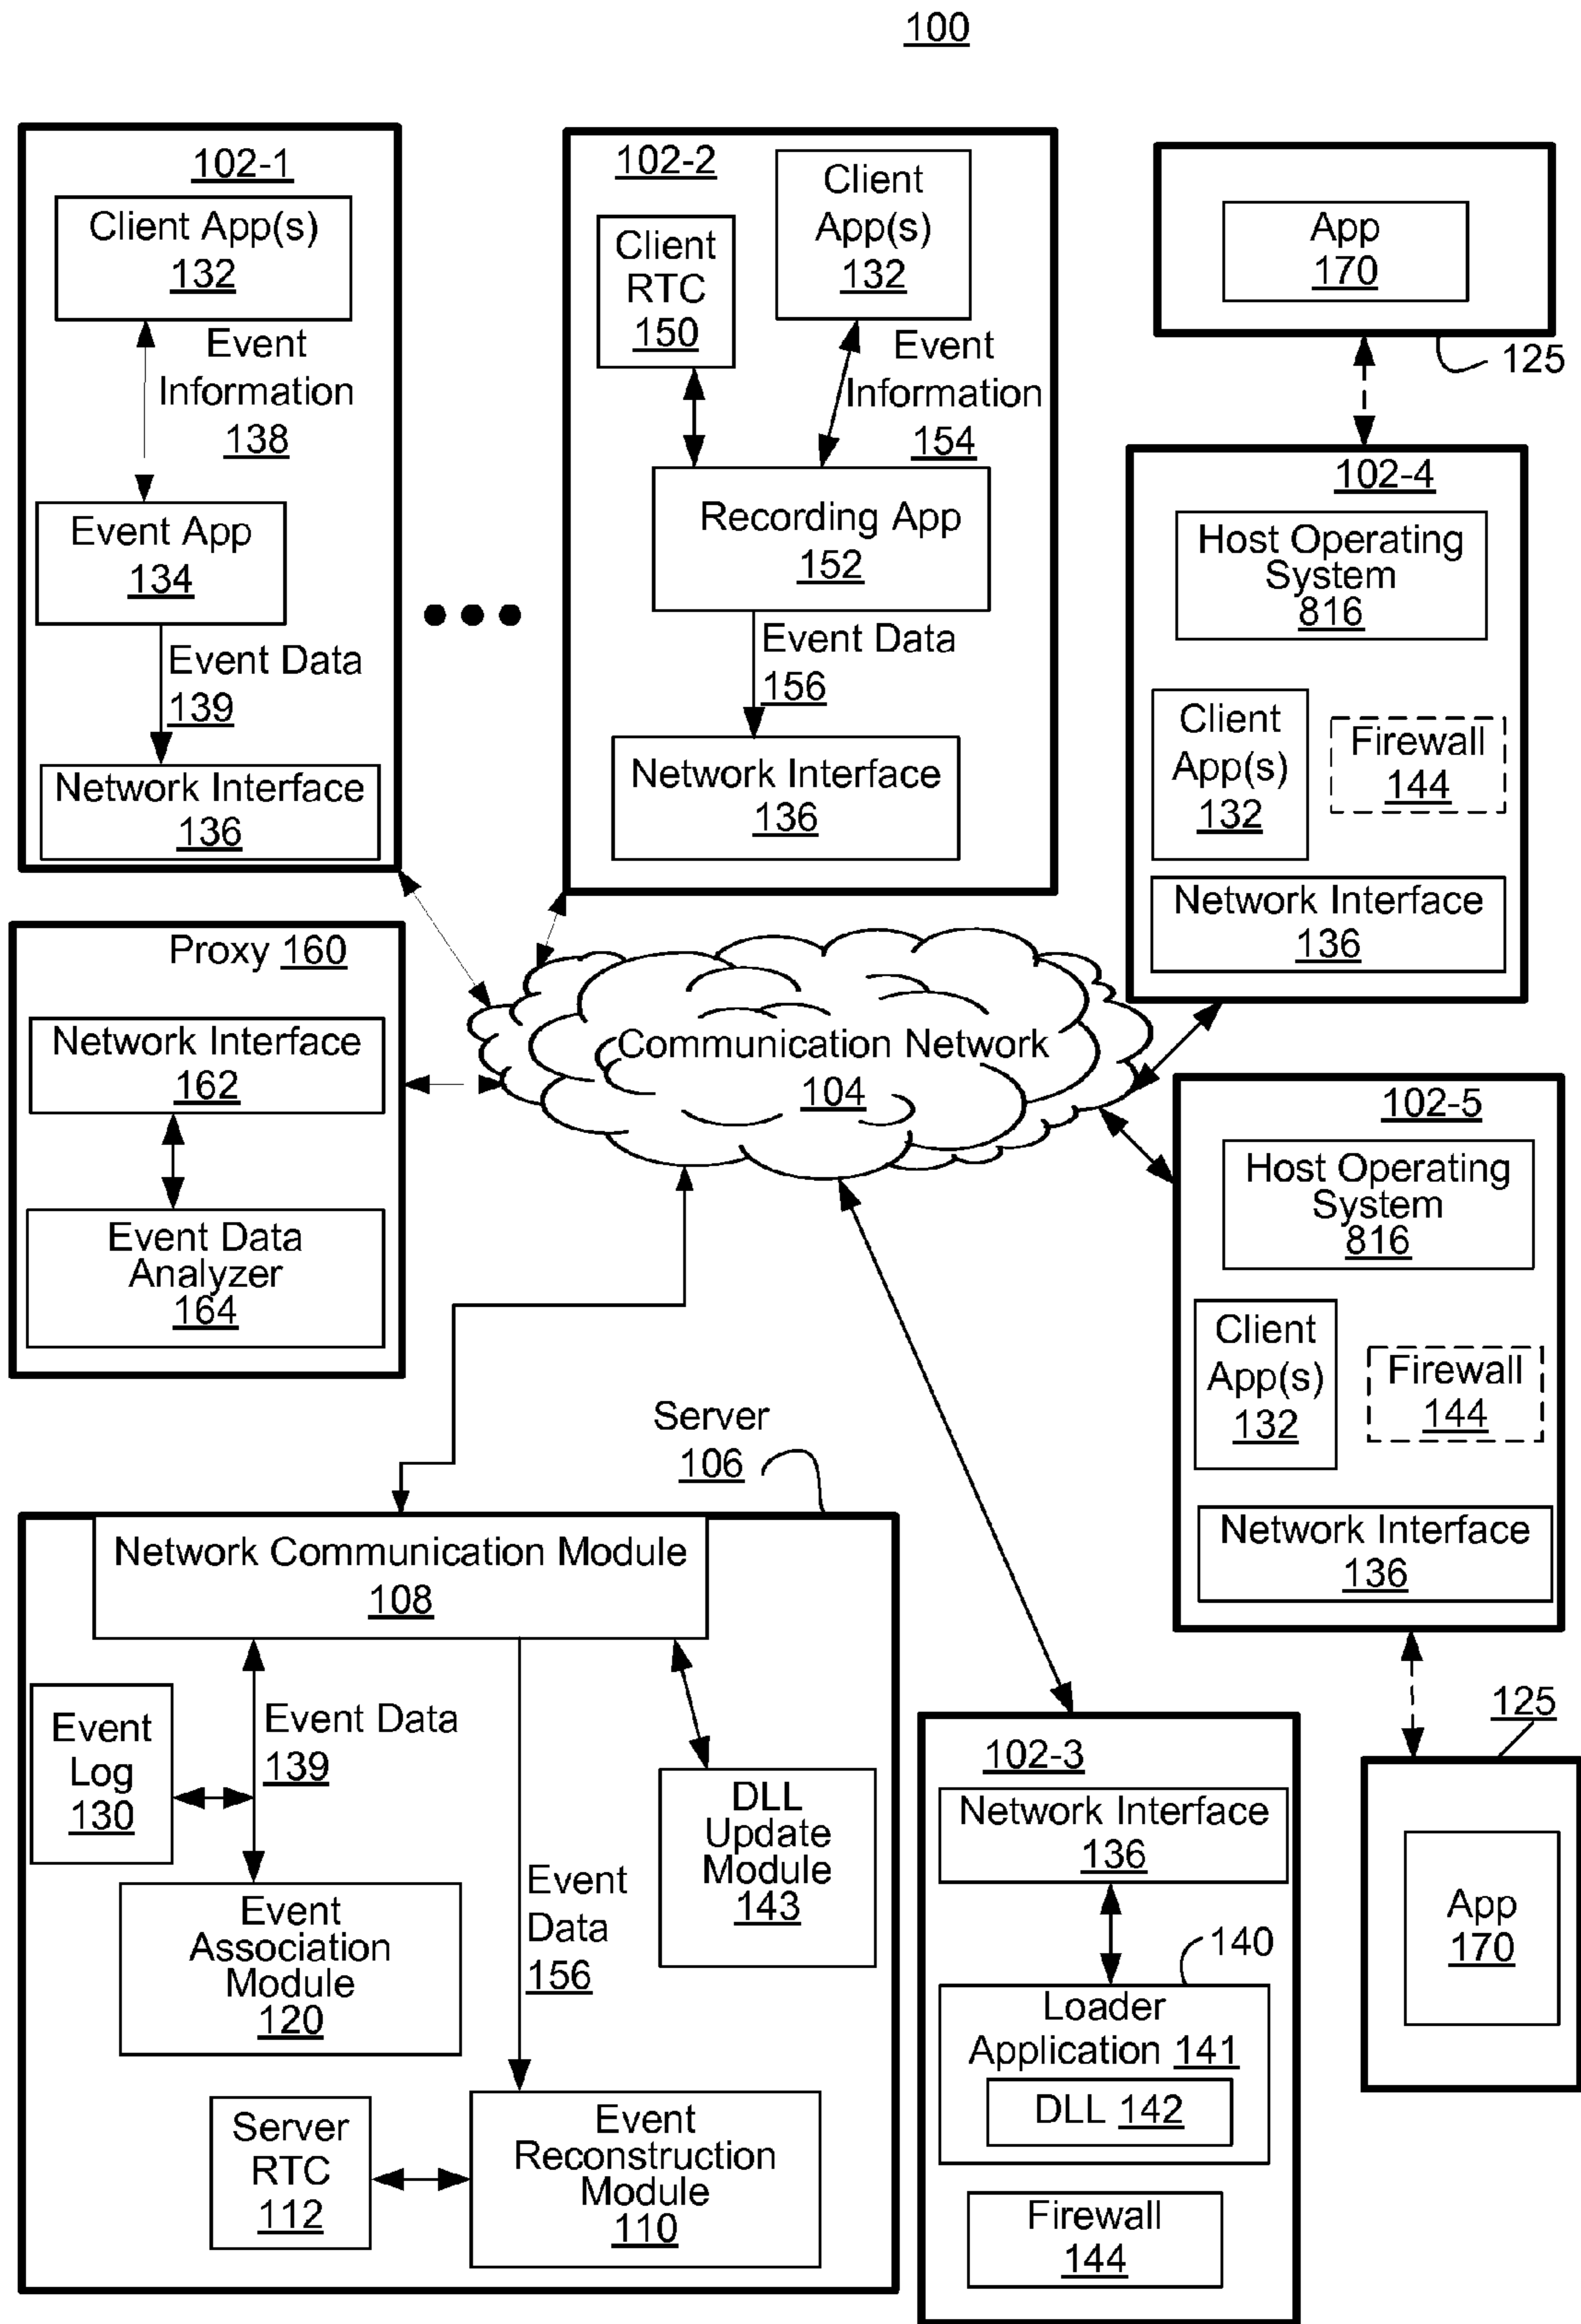 100
102-1
Client App(s)
132
Event
Information
138
Event App
134
Event Data
139
Network Interface
136
102-2
Client
App(s)
132
Client
RTC
150
Event
Information
154
Recording App
152
Event Data
156
Network Interface
136
App
170
125
102-4
Host Operating
System
816
Client
App(s)
132
Firewall
144
Network Interface
136
Proxy 160
Network Interface
162
Event Data
Analyzer
164
Communication Network
104
102-5
Host Operating
System
816
Client
App(s)
132
Firewall
144
Network Interface
136
125
App
170
Server
106
Network Communication Module
108
Event
Log
130
Event Data
139
Event
Association
Module
120
Event
Data
156
DLL
Update
Module
143
Server
RTC
112
Event
Reconstruction
Module
110
102-3
Network Interface
136
140
Loader
Application 141
DLL 142
Firewall
144